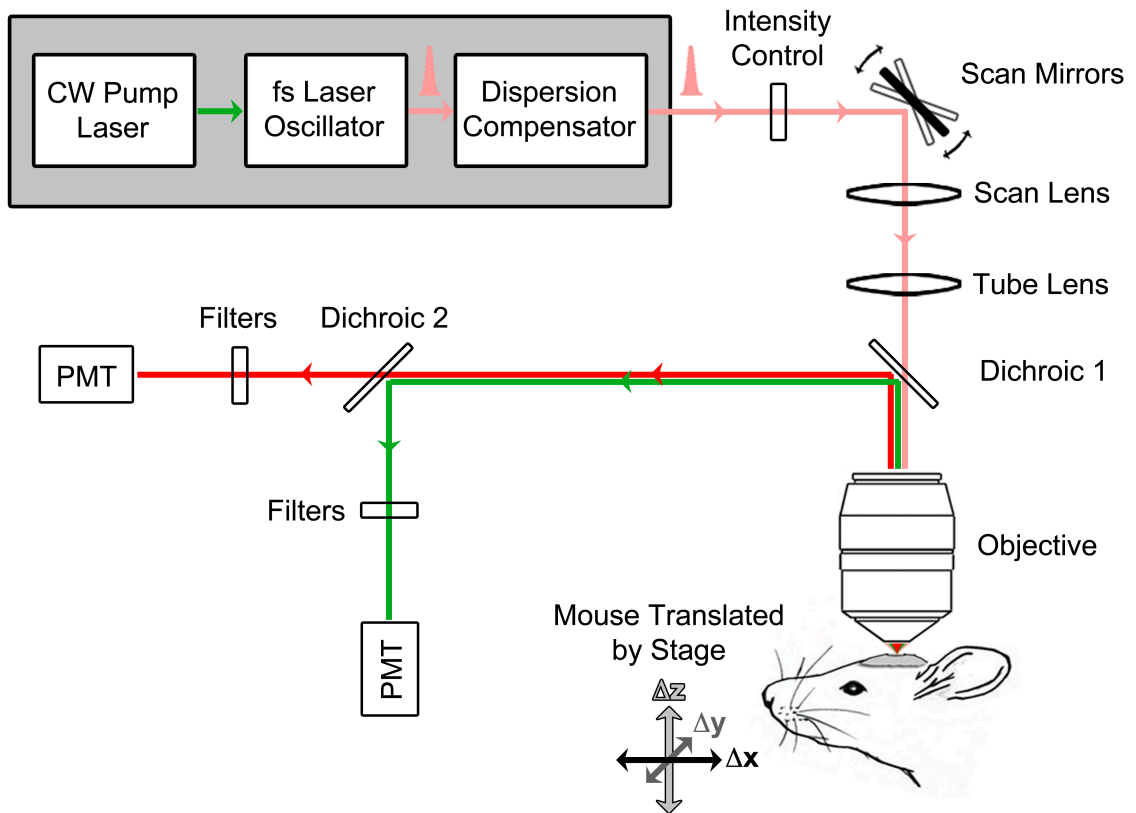 CW Pump
Laser
fs Laser
Oscillator
Dispersion
Compensator
Intensity
Control
Scan Mirrors
Scan Lens
Tube Lens
Filters
Dichroic 2
PMT
Dichroic 1
Filters
Objective
PMT
Mouse Translated
by Stage
Δz
Δy
Δx